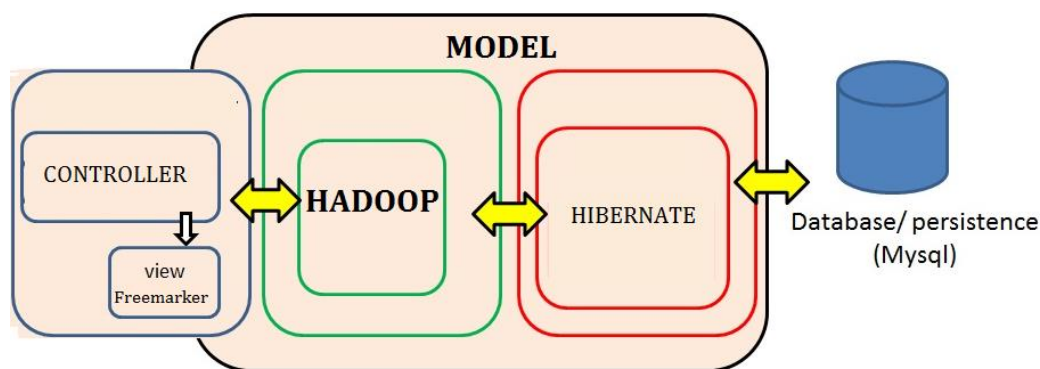 MODEL
CONTROLLER
HADOOP
HIBERNATE
view
Freemarker
Database/ persistence
(Mysql)